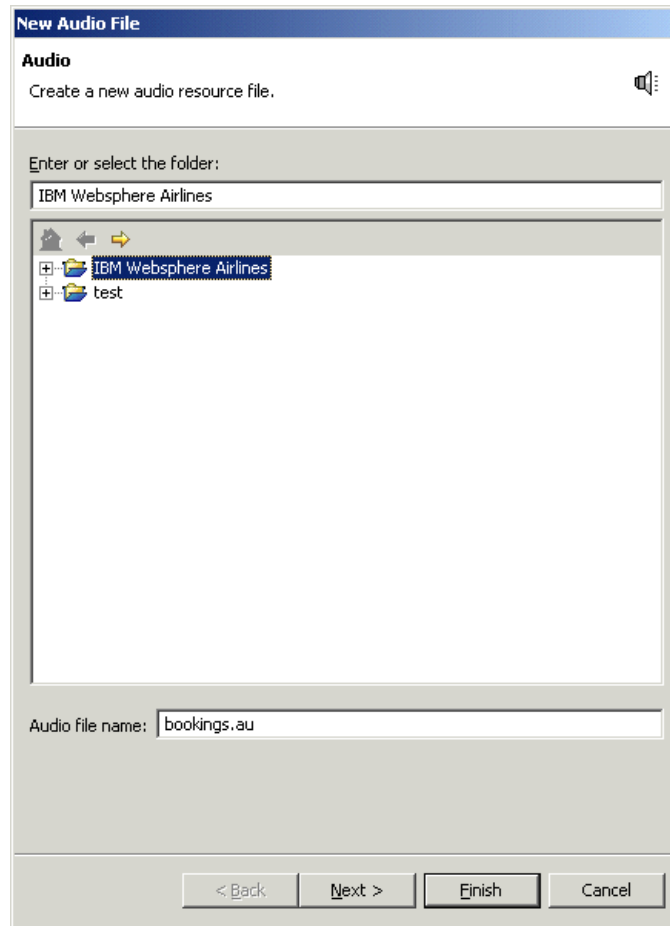 New Audio File
Audio
Create a new audio resource file.
Enter or select the folder:
IBM Websphere Airlines
IBM Websphere Airlines
test
Audio file name: bookings.au
< Back Next > Finish Cancel